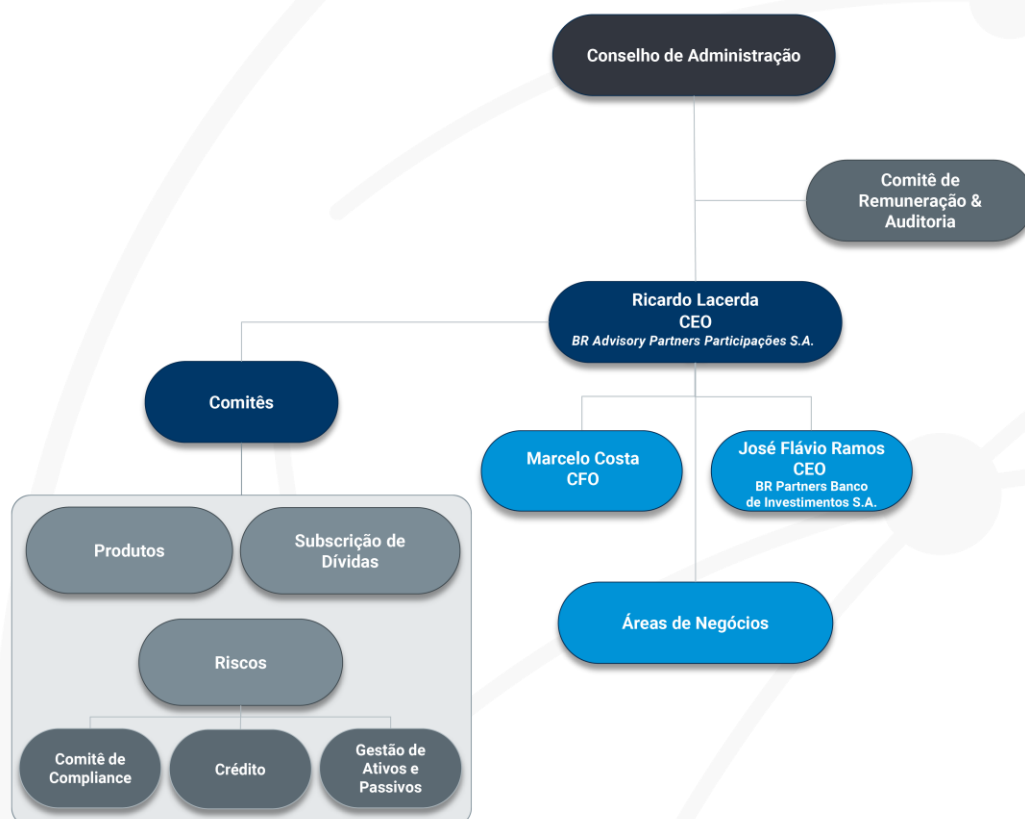 Conselho de Administração
Comitê de
Remuneração &
Auditoria
Ricardo Lacerda
CEO
BR Advisory Partners Participações S.A.
Comitês
Marcelo Costa
CFO
José Flávio Ramos
CEO
BR Partners Banco
de Investimentos S.A.
Produtos
Subscrição de
Dívidas
Áreas de Negócios
Riscos
Comitê de
Compliance
Crédito
Gestão de
Ativos e
Passivos